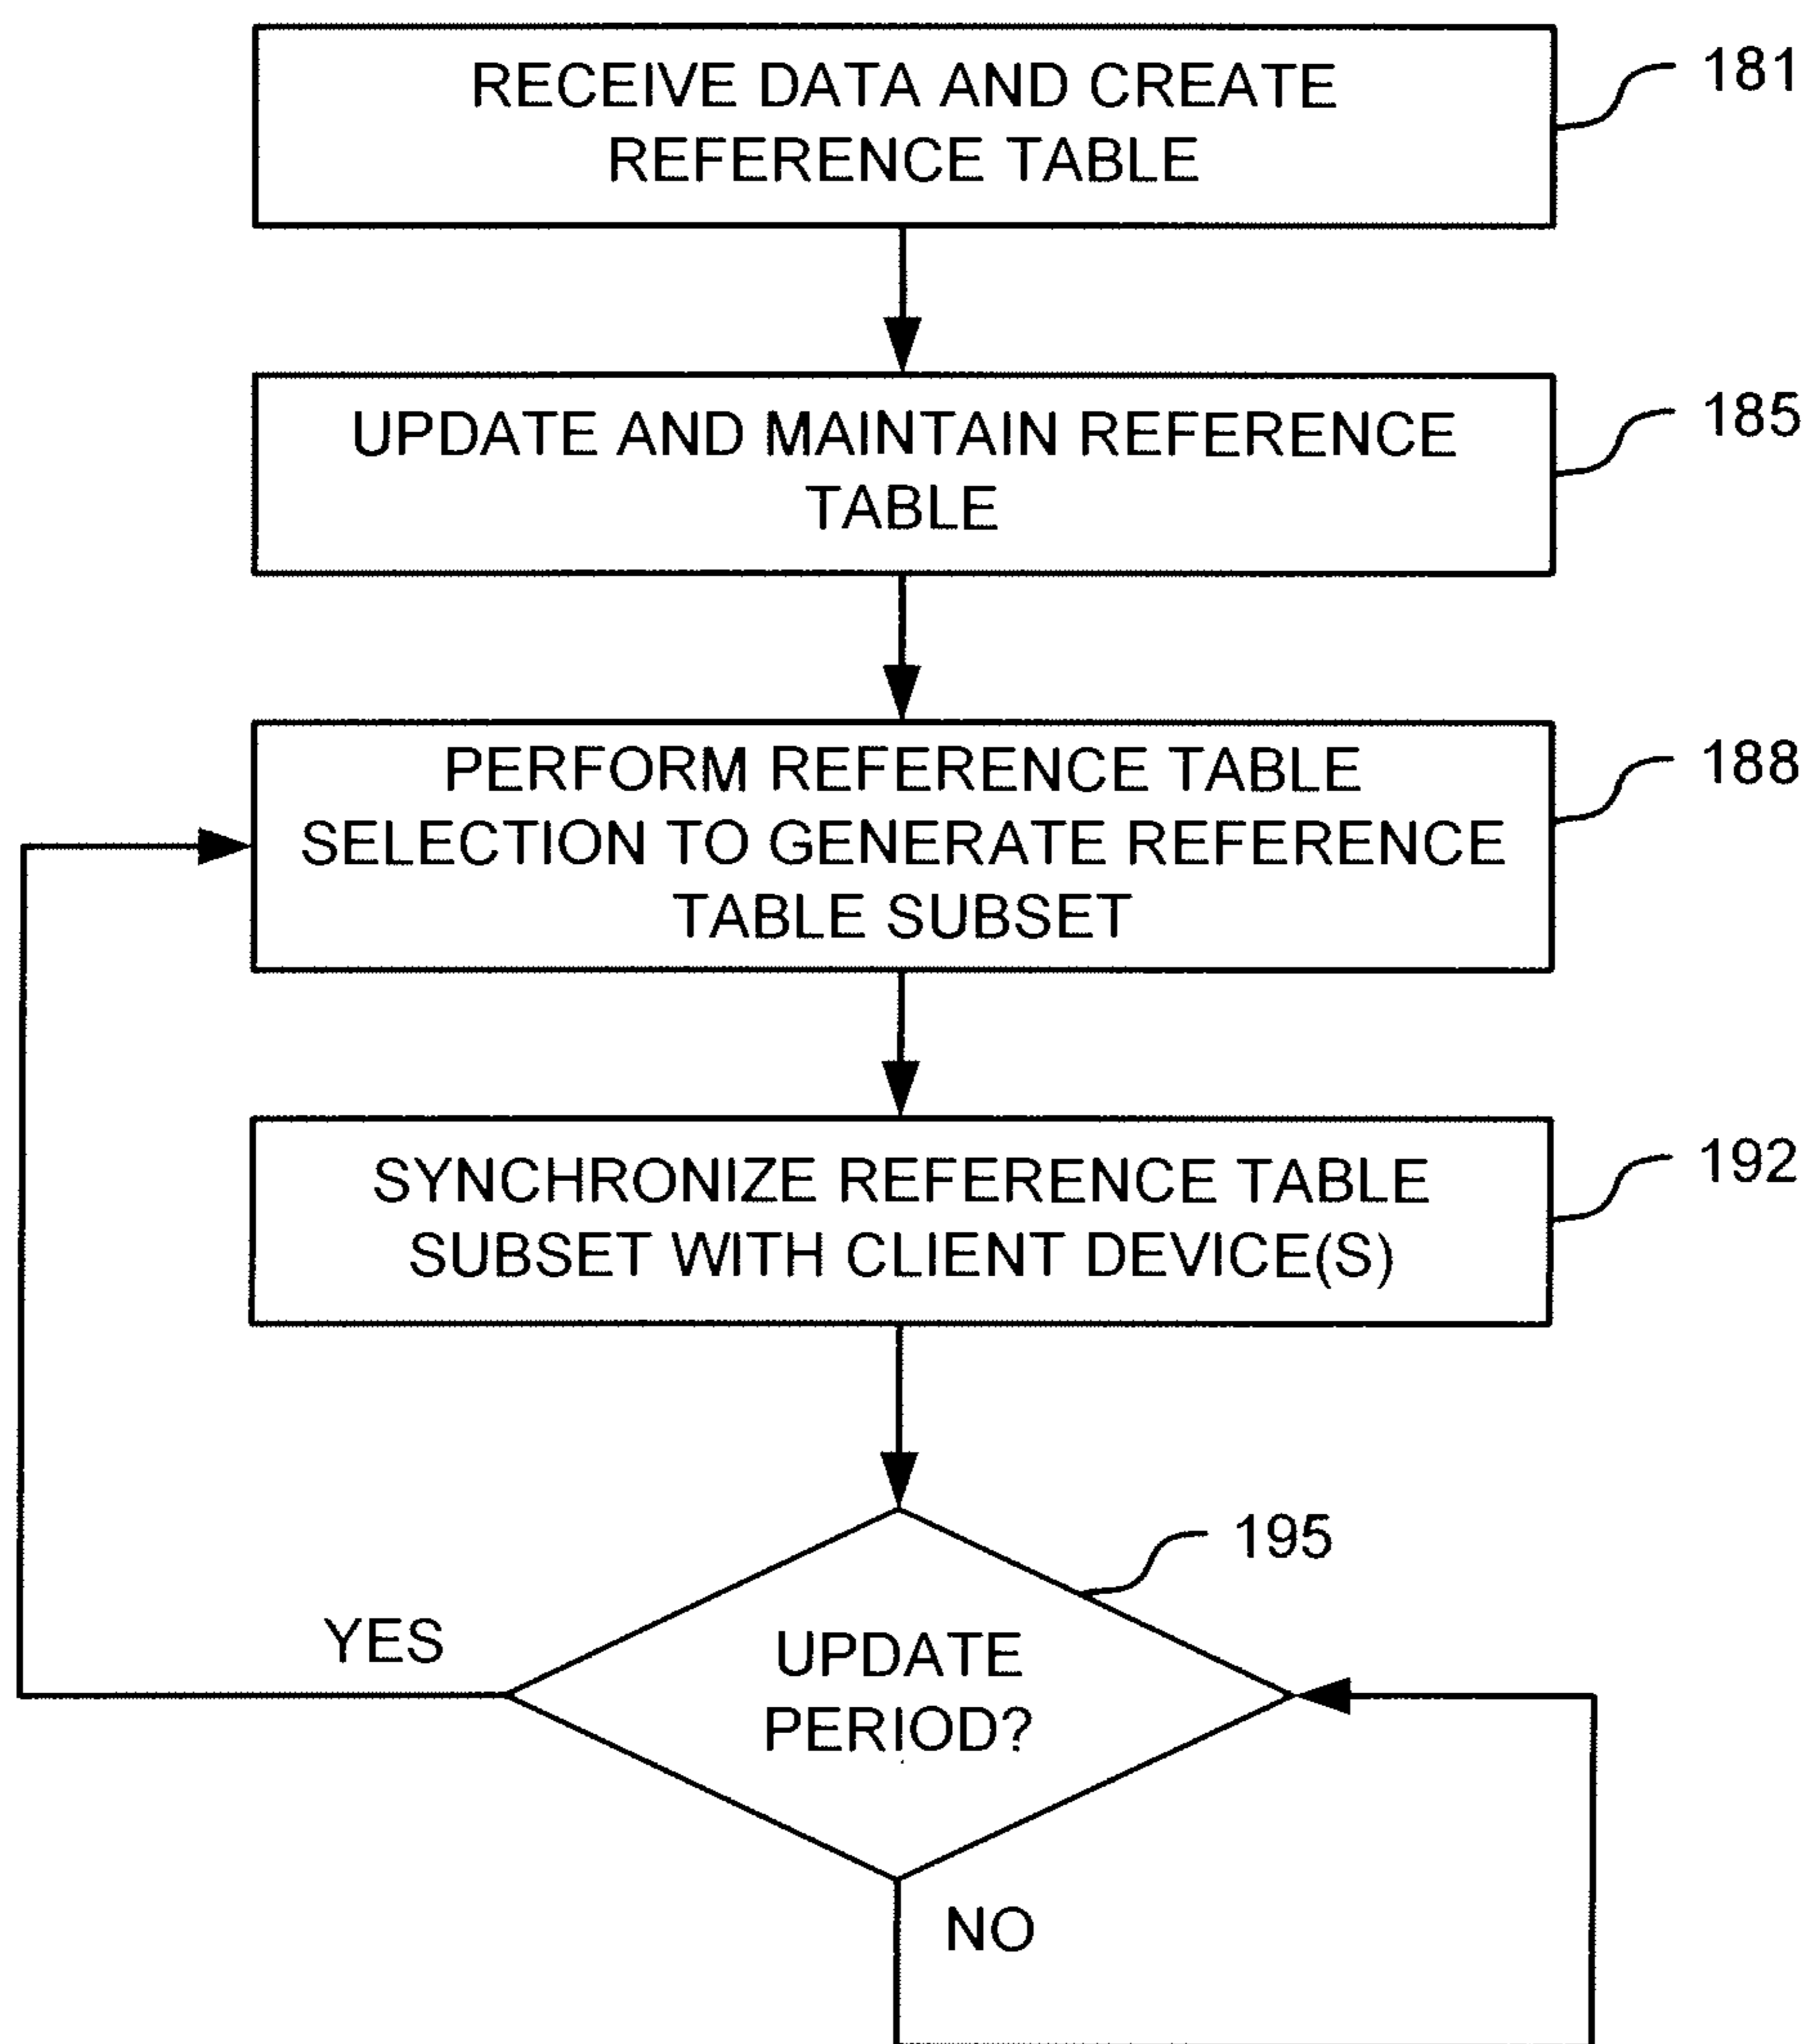 RECEIVE DATA AND CREATE
REFERENCE TABLE
181
UPDATE AND MAINTAIN REFERENCE
TABLE
185
PERFORM REFERENCE TABLE
SELECTION TO GENERATE REFERENCE
TABLE SUBSET
188
SYNCHRONIZE REFERENCE TABLE
SUBSET WITH CLIENT DEVICE(S)
192
195
YES
UPDATE
PERIOD?
NO